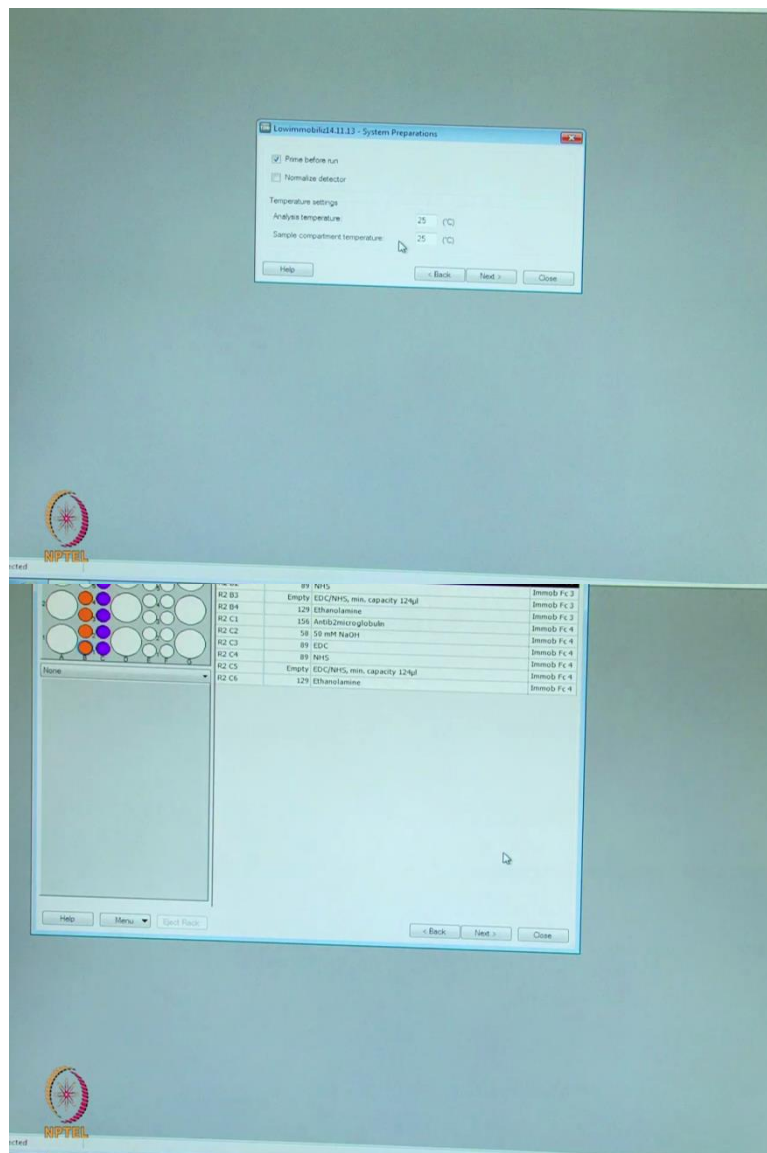 Lowimmobiliz14.11.13 - System Preparations
Prime before run
Normalize detector
Temperature settings
Analysis temperature: 25 (°C)
Sample compartment temperature: 25 (°C)
Help < Back Next > Close
NPTEL
cted
89 NHS Immob Fc 3
R2 B3 Empty EDC/NHS, min. capacity 124µl Immob Fc 3
R2 B4 129 Ethanolamine Immob Fc 3
R2 C1 156 Antib2microglobulin Immob Fc 4
R2 C2 58 50 mM NaOH Immob Fc 4
R2 C3 89 EDC Immob Fc 4
R2 C4 89 NHS Immob Fc 4
R2 C5 Empty EDC/NHS, min. capacity 124µl Immob Fc 4
R2 C6 129 Ethanolamine Immob Fc 4
2
1
A B C D E F G
None
Help Menu Eject Rack < Back Next > Close
NPTEL
cted